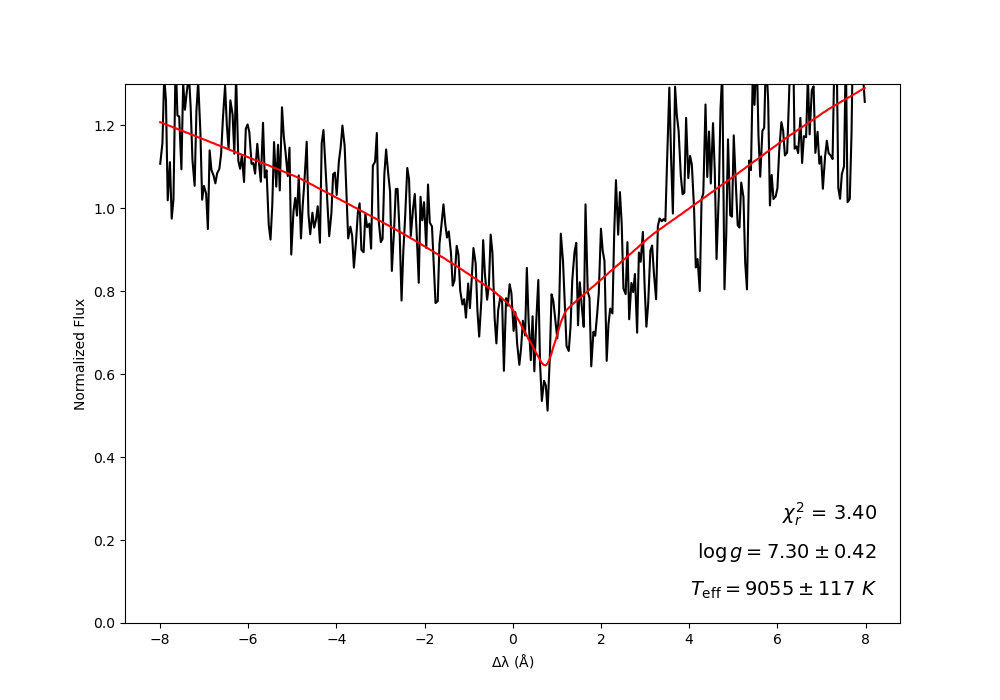 1.2
1.0
0.8
0.6
0.4
0.2
0.0
Normalized Flux
χ²ᵣ = 3.40
log g = 7.30 ± 0.42
T_eff = 9055 ± 117 K
−8 −6 −4 −2 0 2 4 6 8
Δλ (Å)